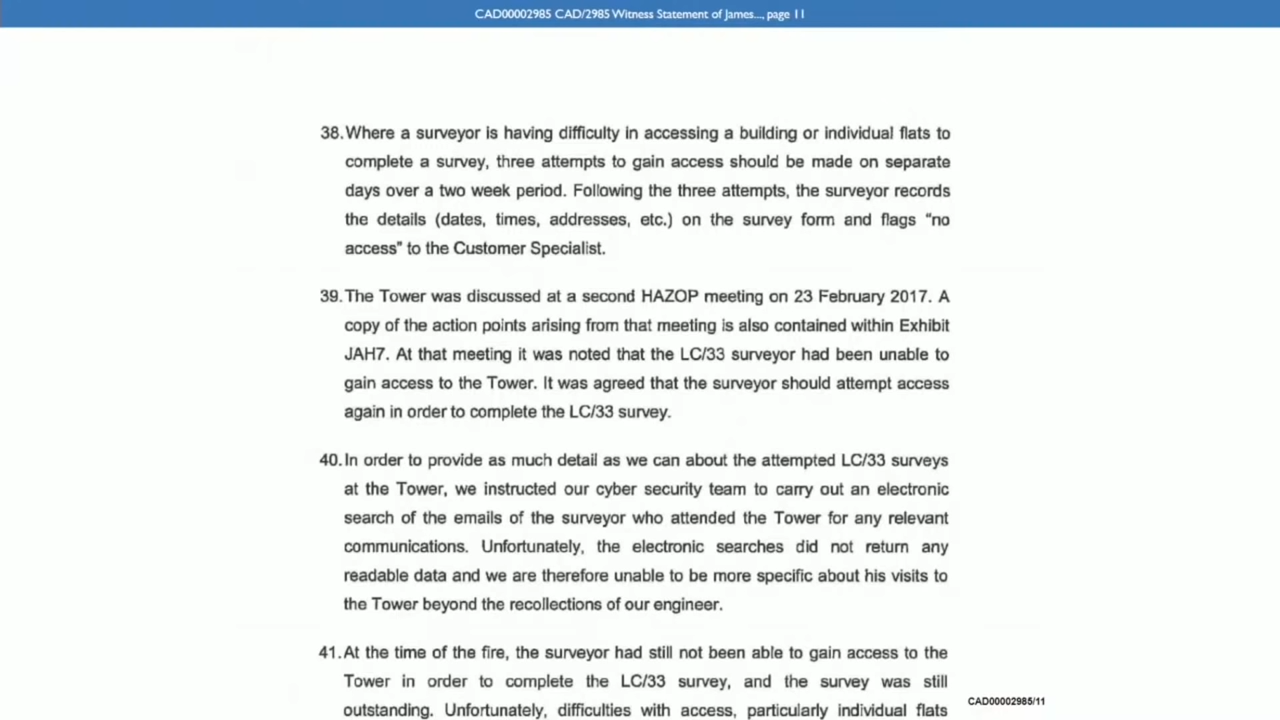 CAD00002985 CAD/2985 Witness Statement of James..., page 11
38. Where a surveyor is having difficulty in accessing a building or individual flats to
complete a survey, three attempts to gain access should be made on separate
days over a two week period. Following the three attempts, the surveyor records
the details (dates, times, addresses, etc.) on the survey form and flags “no
access” to the Customer Specialist.
39. The Tower was discussed at a second HAZOP meeting on 23 February 2017. A
copy of the action points arising from that meeting is also contained within Exhibit
JAH7. At that meeting it was noted that the LC/33 surveyor had been unable to
gain access to the Tower. It was agreed that the surveyor should attempt access
again in order to complete the LC/33 survey.
40. In order to provide as much detail as we can about the attempted LC/33 surveys
at the Tower, we instructed our cyber security team to carry out an electronic
search of the emails of the surveyor who attended the Tower for any relevant
communications. Unfortunately, the electronic searches did not return any
readable data and we are therefore unable to be more specific about his visits to
the Tower beyond the recollections of our engineer.
41. At the time of the fire, the surveyor had still not been able to gain access to the
Tower in order to complete the LC/33 survey, and the survey was still
outstanding. Unfortunately, difficulties with access, particularly individual flats
CAD00002985/11